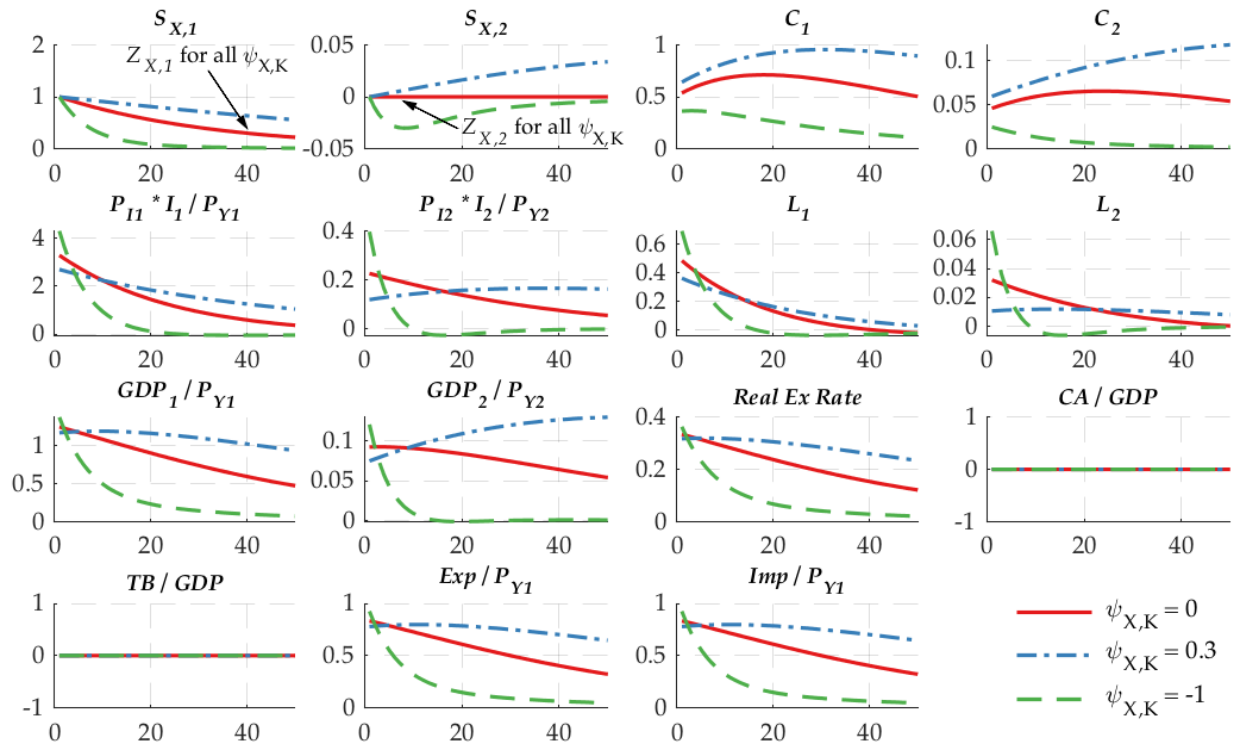 S_{X,1}
S_{X,2}
C_1
C_2
2
1
0
Z_{X,1} for all ψ_{X,K}
0 20 40
0.05
0
-0.05
Z_{X,2} for all ψ_{X,K}
0 20 40
1
0.5
0
0 20 40
0.1
0.05
0
0 20 40
P_{I1} * I_1 / P_{Y1}
P_{I2} * I_2 / P_{Y2}
L_1
L_2
4
2
0
0 20 40
0.4
0.2
0
0 20 40
0.6
0.4
0.2
0
0 20 40
0.06
0.04
0.02
0
0 20 40
GDP_1 / P_{Y1}
GDP_2 / P_{Y2}
Real Ex Rate
CA / GDP
1
0.5
0
0 20 40
0.1
0.05
0
0 20 40
0.4
0.2
0
0 20 40
1
0
-1
0 20 40
TB / GDP
Exp / P_{Y1}
Imp / P_{Y1}
1
0
-1
0 20 40
1
0.5
0
0 20 40
1
0.5
0
0 20 40
ψ_{X,K} = 0
ψ_{X,K} = 0.3
ψ_{X,K} = -1